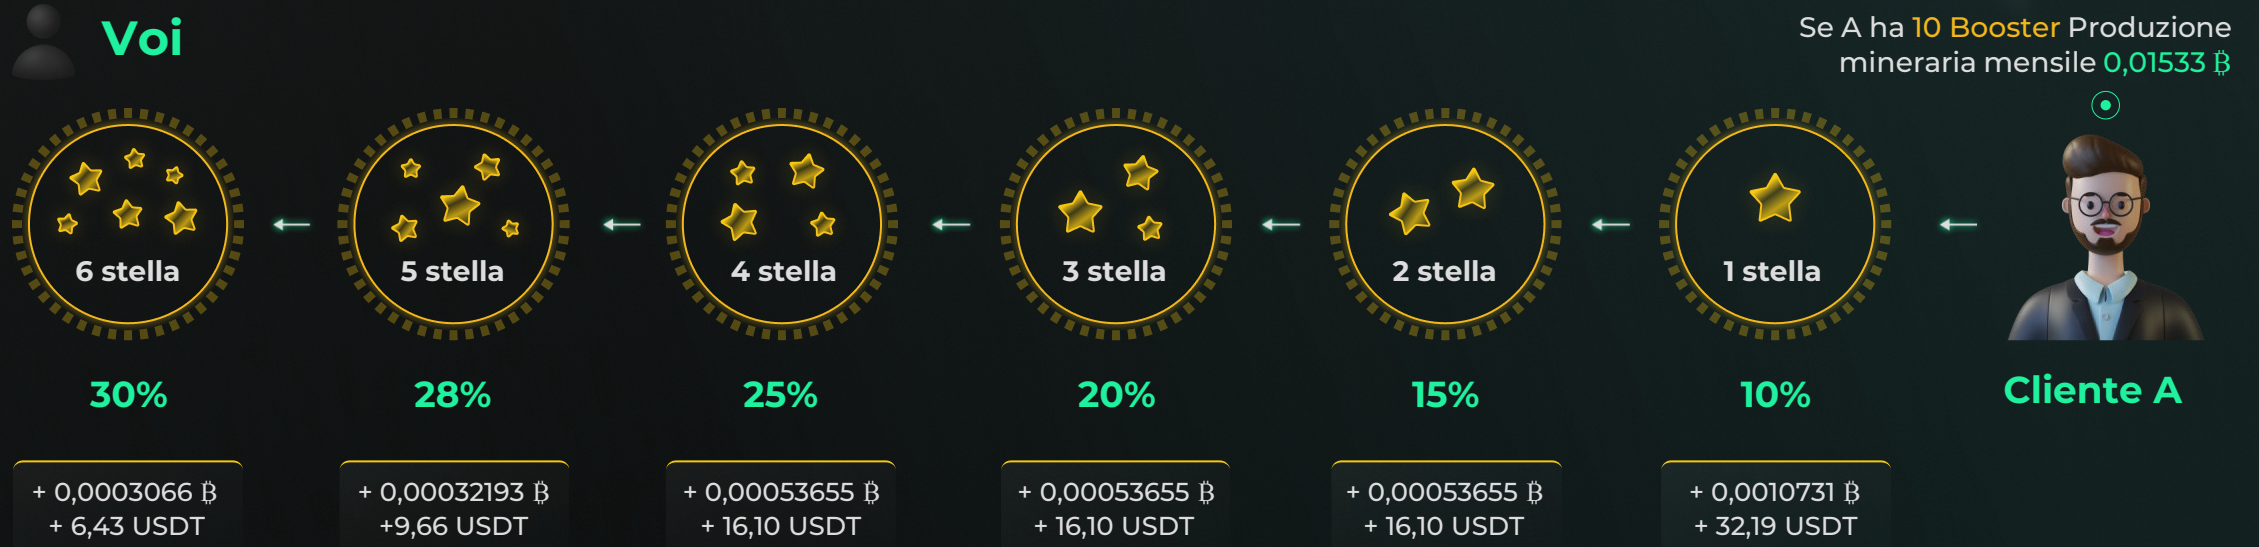 Voi
Se A ha 10 Booster Produzione
mineraria mensile 0,01533 ₿
6 stella
5 stella
4 stella
3 stella
2 stella
1 stella
30%
28%
25%
20%
15%
10%
Cliente A
+ 0,0003066 ₿
+ 6,43 USDT
+ 0,00032193 ₿
+9,66 USDT
+ 0,00053655 ₿
+ 16,10 USDT
+ 0,00053655 ₿
+ 16,10 USDT
+ 0,00053655 ₿
+ 16,10 USDT
+ 0,0010731 ₿
+ 32,19 USDT